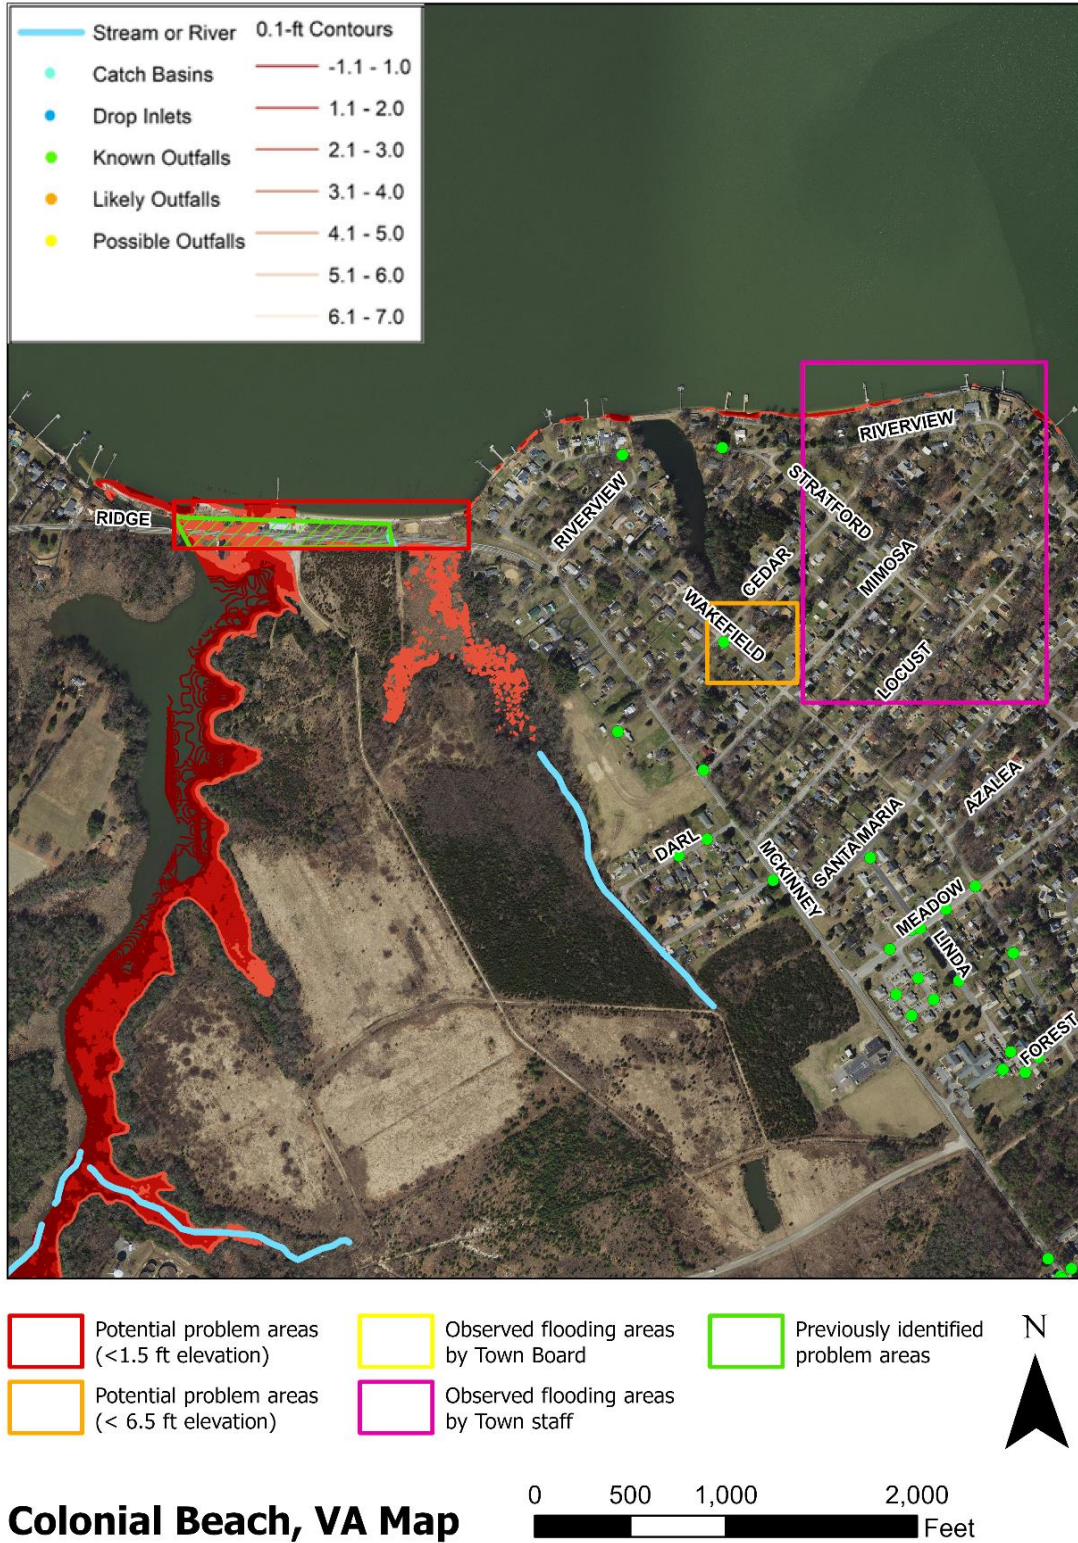 Stream or River
Catch Basins
Drop Inlets
Known Outfalls
Likely Outfalls
Possible Outfalls
0.1-ft Contours
-1.1 - 1.0
1.1 - 2.0
2.1 - 3.0
3.1 - 4.0
4.1 - 5.0
5.1 - 6.0
6.1 - 7.0
RIVERVIEW
STRATFORD
RIDGE
RIVERVIEW
MIMOSA
CEDAR
WAKEFIELD
LOCUST
AZALEA
DARL
SANTA MARIA
MCKINNEY
MEADOW
LINDA
FOREST
Potential problem areas
(<1.5 ft elevation)
Potential problem areas
(< 6.5 ft elevation)
Observed flooding areas
by Town Board
Observed flooding areas
by Town staff
Previously identified
problem areas
N
Colonial Beach, VA Map
0 500 1,000 2,000
Feet